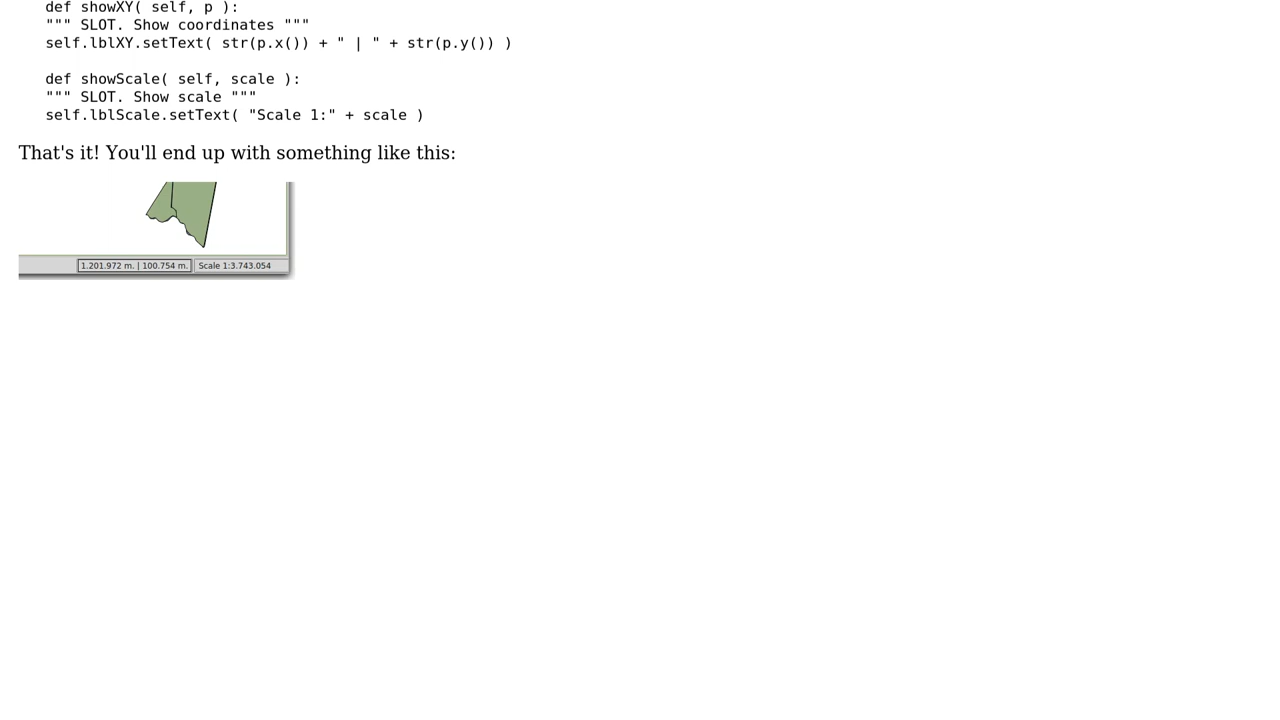 def showXY( self, p ):
""" SLOT. Show coordinates """
self.lblXY.setText( str(p.x()) + " | " + str(p.y()) )
def showScale( self, scale ):
""" SLOT. Show scale """
self.lblScale.setText( "Scale 1:" + scale )
That's it! You'll end up with something like this:
1.201.972 m. | 100.754 m. Scale 1:3.743.054